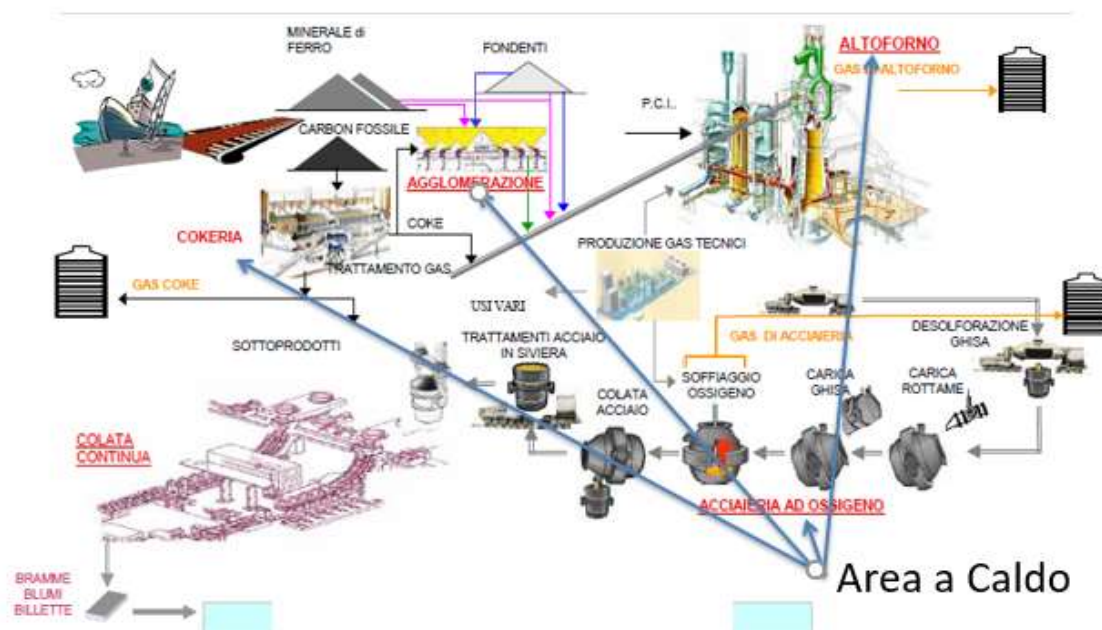 MINERALE di
FERRO
FONDENTI
ALTOFORNO
GAS DI ALTOFORNO
P.C.I..
CARBON FOSSILE
AGGLOMERAZIONE
COKERIA
COKE
TRATTAMENTO GAS
PRODUZIONE GAS TECNICI
GAS COKE
USI VARI
SOTTOPRODOTTI
TRATTAMENTI ACCIAIO
IN SIVIERA
GAS DI ACCIAIERIA
DESOLFORAZIONE
GHISA
COLATA
ACCIAIO
SOFFIAGGIO
OSSIGENO
CARICA
GHISA
CARICA
ROTTAME
COLATA
CONTINUA
ACCIAIERIA AD OSSIGENO
Area a Caldo
BRAMME
BLUMI
BILLETTE